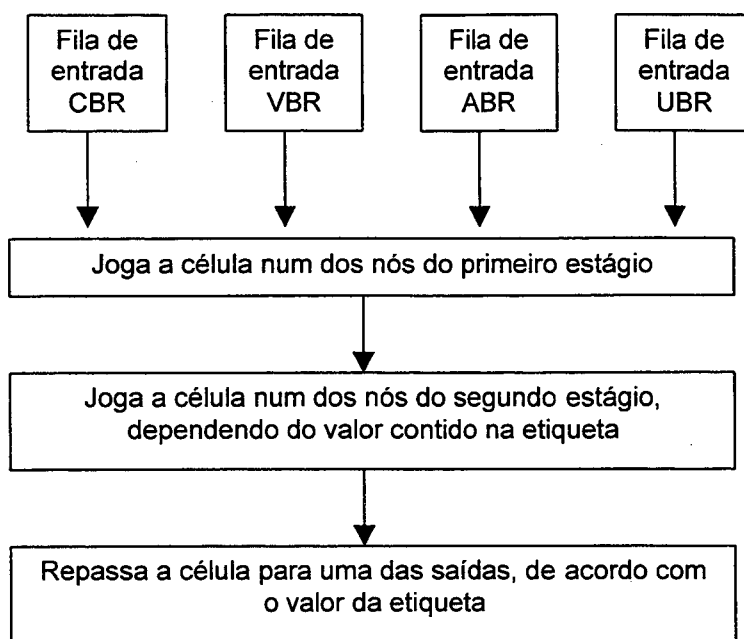 Fila de
entrada
CBR
Fila de
entrada
VBR
Fila de
entrada
ABR
Fila de
entrada
UBR
Joga a célula num dos nós do primeiro estágio
Joga a célula num dos nós do segundo estágio,
dependendo do valor contido na etiqueta
Repassa a célula para uma das saídas, de acordo com
o valor da etiqueta